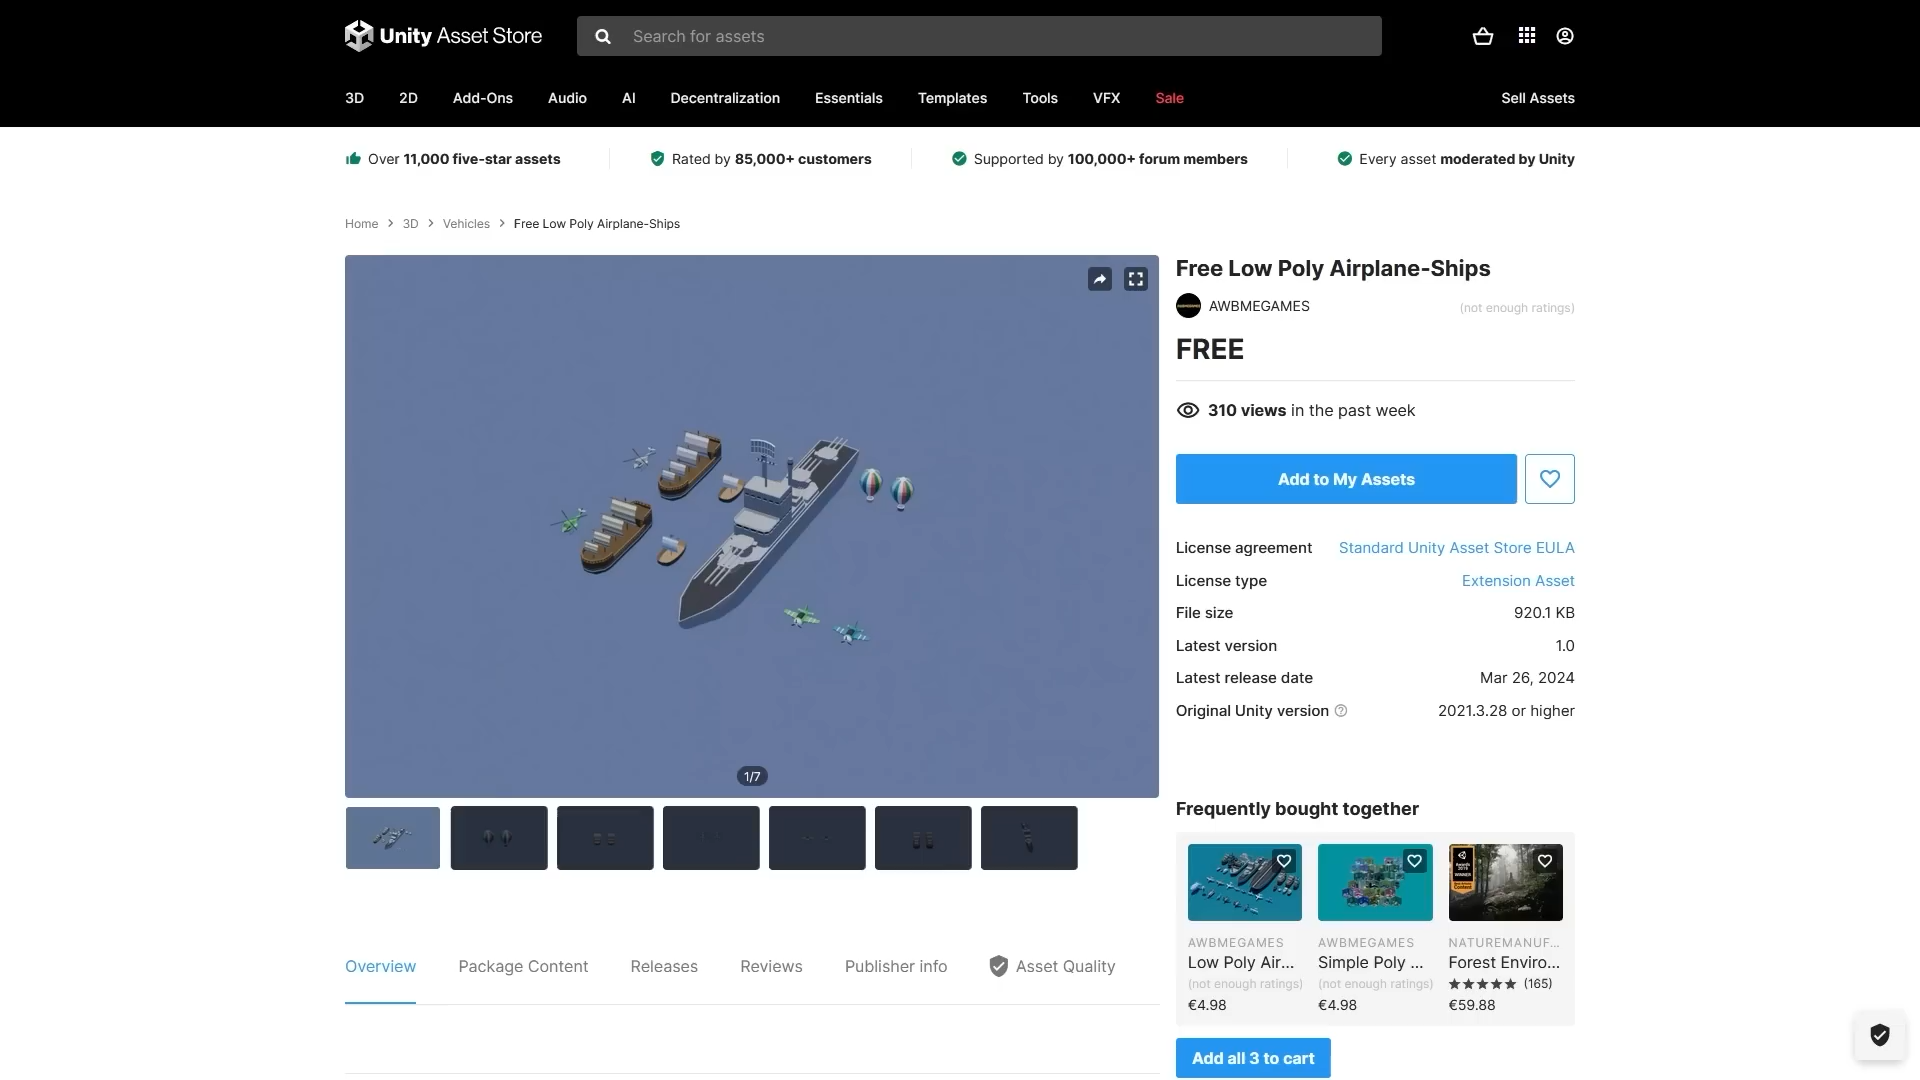 Unity Asset Store
Search for assets
3D 2D Add-Ons Audio AI Decentralization Essentials Templates Tools VFX Sale Sell Assets
Over 11,000 five-star assets Rated by 85,000+ customers Supported by 100,000+ forum members Every asset moderated by Unity
Home > 3D > Vehicles > Free Low Poly Airplane-Ships
Free Low Poly Airplane-Ships
AWBMEGAMES (not enough ratings)
FREE
310 views in the past week
Add to My Assets
License agreement Standard Unity Asset Store EULA
License type Extension Asset
File size 920.1 KB
Latest version 1.0
Latest release date Mar 26, 2024
Original Unity version 2021.3.28 or higher
1/7
Frequently bought together
AWBMEGAMES AWBMEGAMES NATUREMANUF...
Low Poly Air... Simple Poly ... Forest Enviro...
(not enough ratings) (not enough ratings) (165)
€4.98 €4.98 €59.88
Add all 3 to cart
Overview Package Content Releases Reviews Publisher info Asset Quality